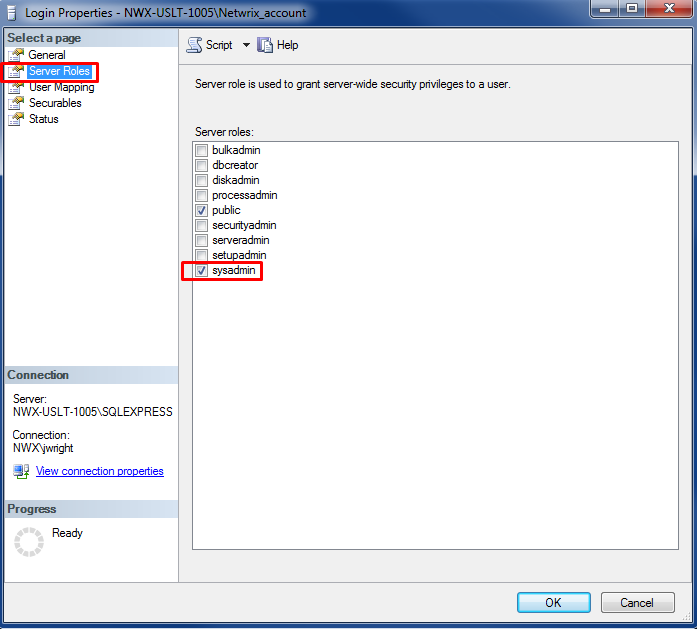 Login Properties - NWX-USLT-1005\Netwrix_account
Select a page
General
Server Roles
User Mapping
Securables
Status
Script
Help
Server role is used to grant server-wide security privileges to a user.
Server roles:
bulkadmin
dbcreator
diskadmin
processadmin
public
securityadmin
serveradmin
setupadmin
sysadmin
Connection
Server:
NWX-USLT-1005\SQLEXPRESS
Connection:
NWX\jwright
View connection properties
Progress
Ready
OK
Cancel